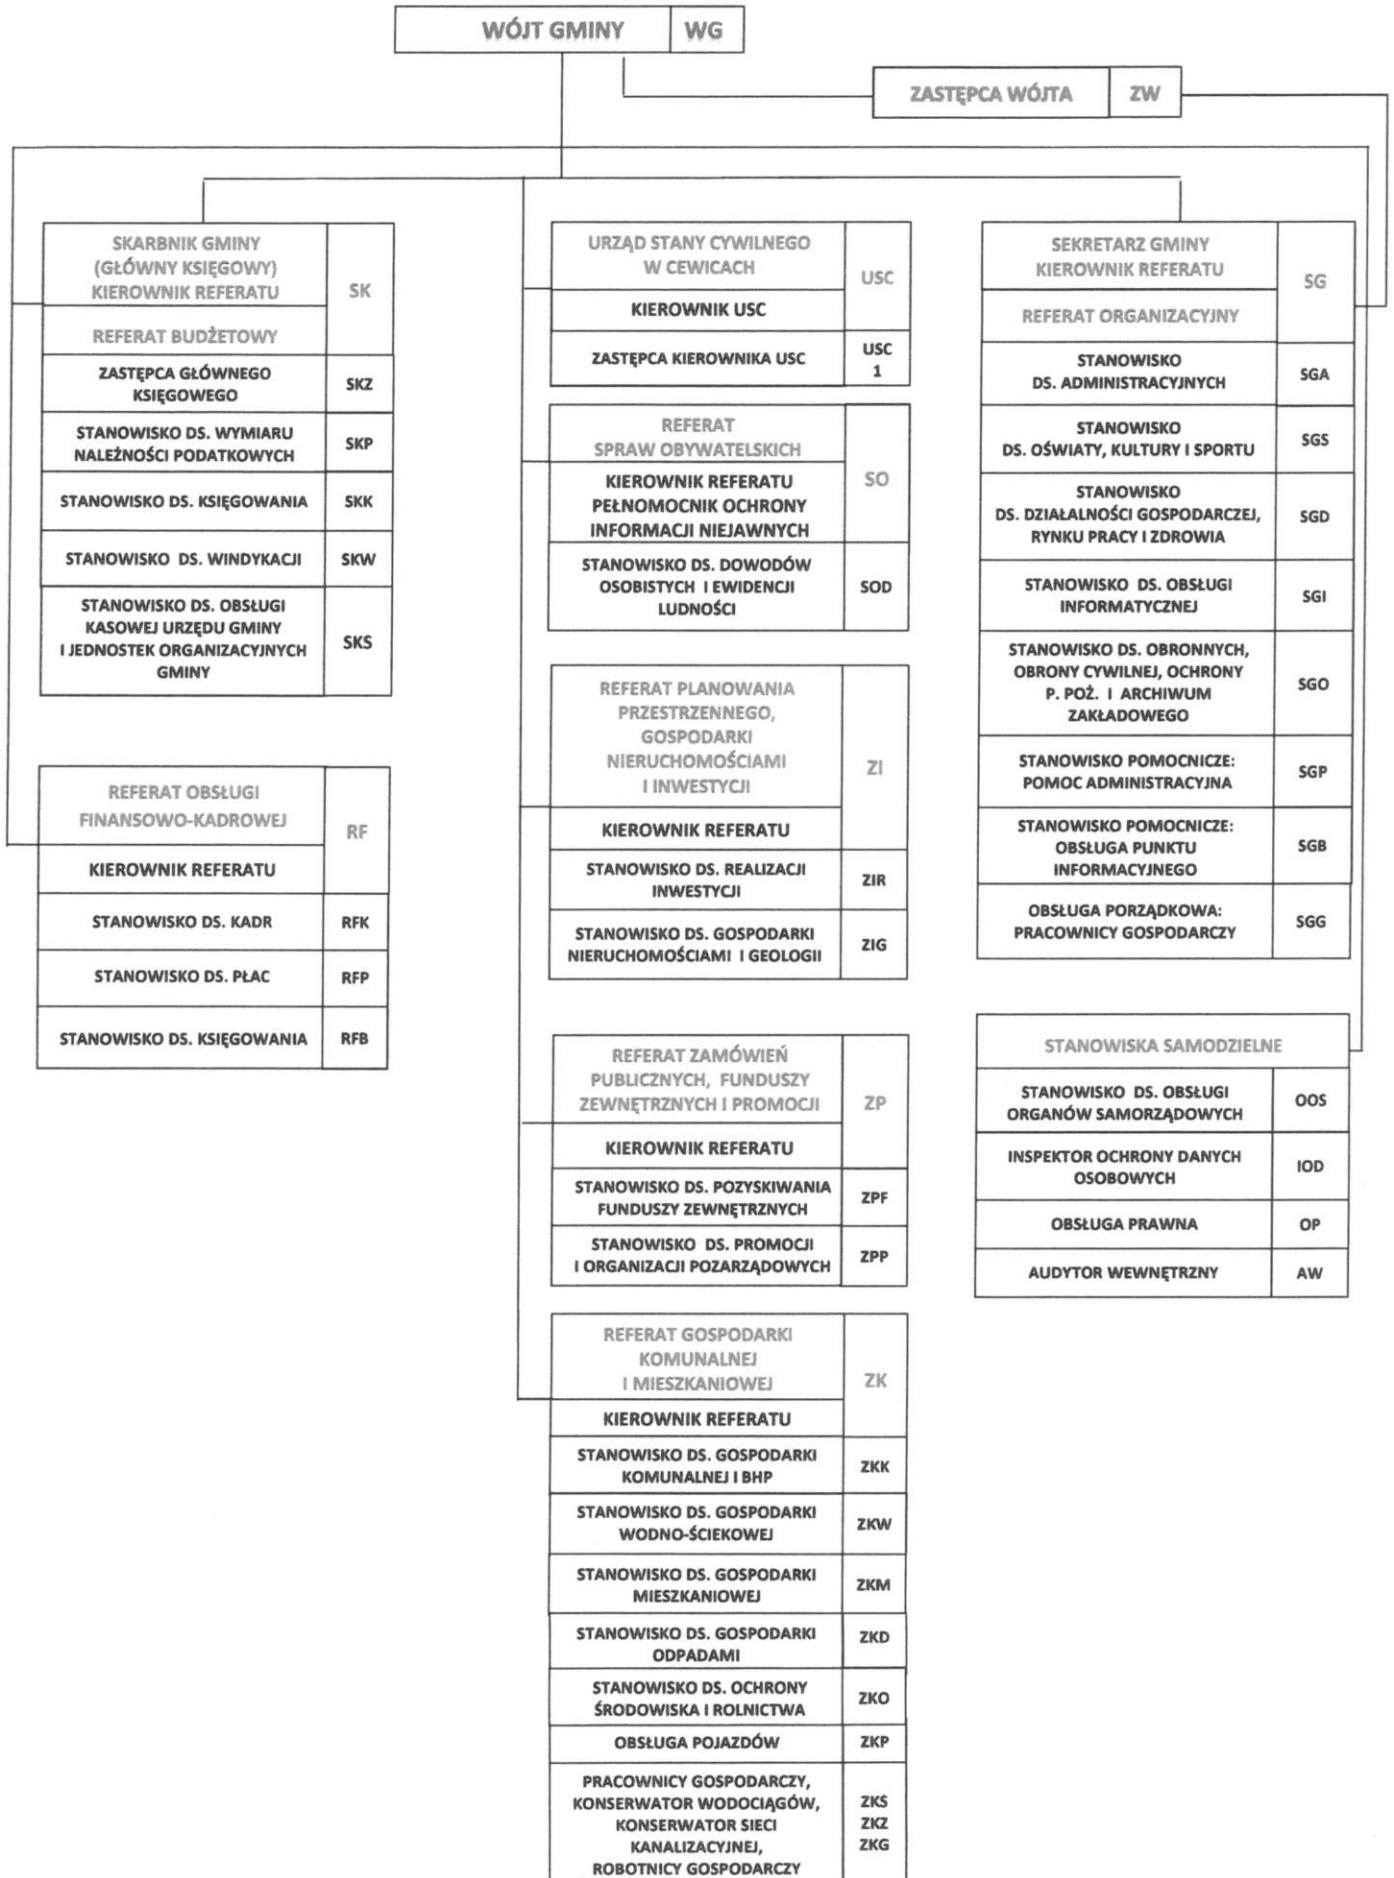 WÓJT GMINY WG
ZASTĘPCA WÓJTA ZW
SKARBNIK GMINY
(GŁÓWNY KSIĘGOWY)
KIEROWNIK REFERATU
SK
REFERAT BUDŻETOWY
ZASTĘPCA GŁÓWNEGO
KSIĘGOWEGO
SKZ
STANOWISKO DS. WYMIARU
NALEŻNOŚCI PODATKOWYCH
SKP
STANOWISKO DS. KSIĘGOWANIA SKK
STANOWISKO DS. WINDYKACJI SKW
STANOWISKO DS. OBSŁUGI
KASOWEJ URZĘDU GMINY
I JEDNOSTEK ORGANIZACYJNYCH
GMINY
SKS
REFERAT OBSŁUGI
FINANSOWO-KADROWEJ
RF
KIEROWNIK REFERATU
STANOWISKO DS. KADR RFK
STANOWISKO DS. PŁAC RFP
STANOWISKO DS. KSIĘGOWANIA RFB
URZĄD STANY CYWILNEGO
W CEWICACH
USC
KIEROWNIK USC
ZASTĘPCA KIEROWNIKA USC
USC
1
REFERAT
SPRAW OBYWATELSKICH
SO
KIEROWNIK REFERATU
PEŁNOMOCNIK OCHRONY
INFORMACJI NIEJAWNYCH
STANOWISKO DS. DOWODÓW
OSOBISTYCH I EWIDENCJI
LUDNOŚCI
SOD
REFERAT PLANOWANIA
PRZESTRZENNEGO,
GOSPODARKI
NIERUCHOMOŚCIAMI
I INWESTYCJI
ZI
KIEROWNIK REFERATU
STANOWISKO DS. REALIZACJI
INWESTYCJI
ZIR
STANOWISKO DS. GOSPODARKI
NIERUCHOMOŚCIAMI I GEOLOGII
ZIG
REFERAT ZAMÓWIEŃ
PUBLICZNYCH, FUNDUSZY
ZEWNĘTRZNYCH I PROMOCJI
ZP
KIEROWNIK REFERATU
STANOWISKO DS. POZYSKIWANIA
FUNDUSZY ZEWNĘTRZNYCH
ZPF
STANOWISKO DS. PROMOCJI
I ORGANIZACJI POZARZĄDOWYCH
ZPP
REFERAT GOSPODARKI
KOMUNALNEJ
I MIESZKANIOWEJ
ZK
KIEROWNIK REFERATU
STANOWISKO DS. GOSPODARKI
KOMUNALNEJ I BHP
ZKK
STANOWISKO DS. GOSPODARKI
WODNO-ŚCIEKOWEJ
ZKW
STANOWISKO DS. GOSPODARKI
MIESZKANIOWEJ
ZKM
STANOWISKO DS. GOSPODARKI
ODPADAMI
ZKD
STANOWISKO DS. OCHRONY
ŚRODOWISKA I ROLNICTWA
ZKO
OBSŁUGA POJAZDÓW ZKP
PRACOWNICY GOSPODARCZY,
KONSERWATOR WODOCIĄGÓW,
KONSERWATOR SIECI
KANALIZACYJNEJ,
ROBOTNICY GOSPODARCZY
ZKS
ZKZ
ZKG
SEKRETARZ GMINY
KIEROWNIK REFERATU
SG
REFERAT ORGANIZACYJNY
STANOWISKO
DS. ADMINISTRACYJNYCH
SGA
STANOWISKO
DS. OŚWIATY, KULTURY I SPORTU
SGS
STANOWISKO
DS. DZIAŁALNOŚCI GOSPODARCZEJ,
RYNKU PRACY I ZDROWIA
SGD
STANOWISKO DS. OBSŁUGI
INFORMATYCZNEJ
SGI
STANOWISKO DS. OBRONNYCH,
OBRONY CYWILNEJ, OCHRONY
P. POŻ. I ARCHIWUM
ZAKŁADOWEGO
SGO
STANOWISKO POMOCNICZE:
POMOC ADMINISTRACYJNA
SGP
STANOWISKO POMOCNICZE:
OBSŁUGA PUNKTU
INFORMACYJNEGO
SGB
OBSŁUGA PORZĄDKOWA:
PRACOWNICY GOSPODARCZY
SGG
STANOWISKA SAMODZIELNE
STANOWISKO DS. OBSŁUGI
ORGANÓW SAMORZĄDOWYCH
OOS
INSPEKTOR OCHRONY DANYCH
OSOBOWYCH
IOD
OBSŁUGA PRAWNA OP
AUDYTOR WEWNĘTRZNY AW